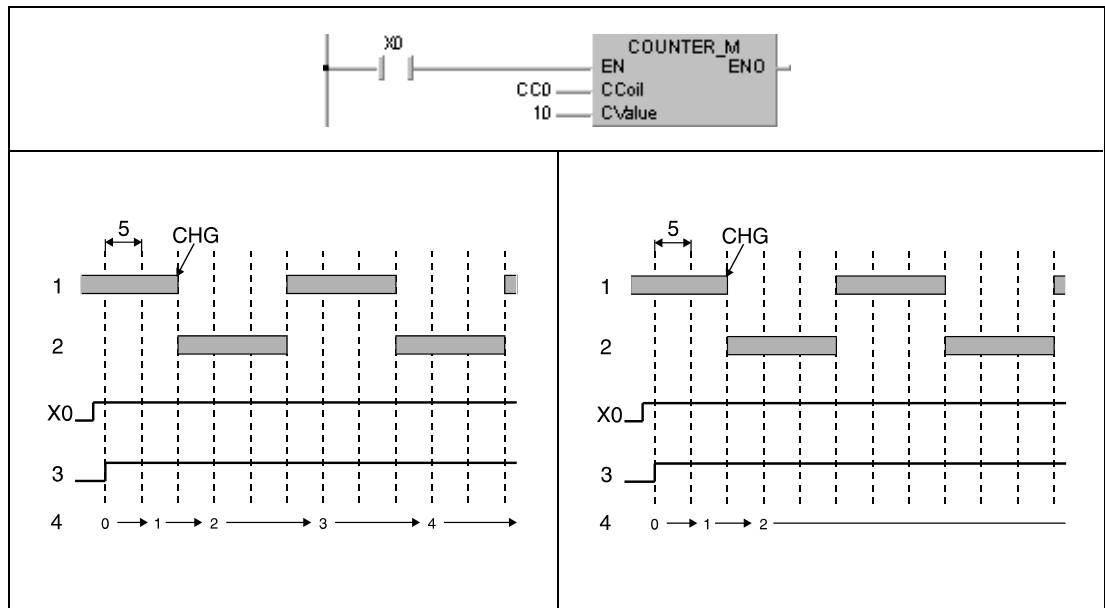 X0
COUNTER_M
EN ENO
CC0 CCoil
10 CValue
5 CHG
1
2
X0
3
4 0 1 2 3 4
5 CHG
1
2
X0
3
4 0 1 2